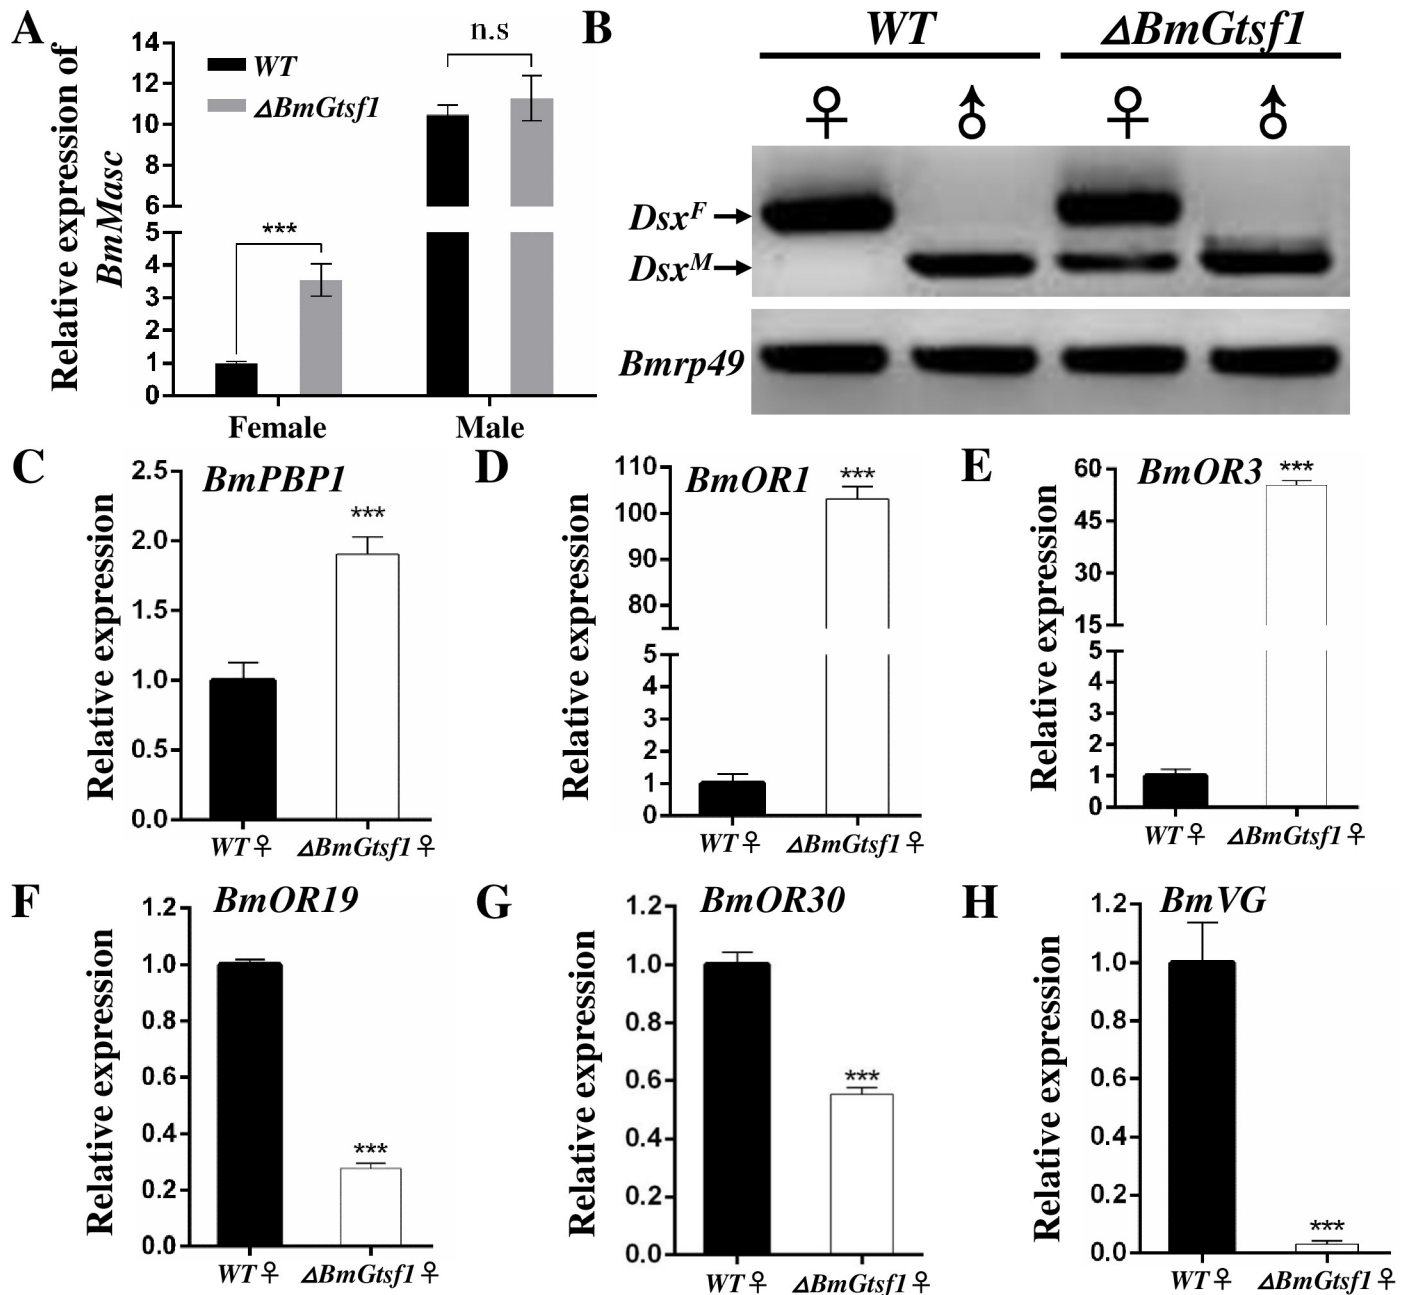 A
Relative expression of
BmMasc
14
12
10
8
6
5
4
3
2
1
0
WT
ΔBmGtsf1
***
n.s
Female
Male
B
WT
ΔBmGtsf1
♀ ♂ ♀ ♂
DsxF
DsxM
Bmrp49
C
BmPBP1
Relative expression
2.5
2.0
1.5
1.0
0.5
0.0
***
WT♀
ΔBmGtsf1♀
D
BmOR1
Relative expression
110
100
90
80
5
4
3
2
1
0
***
WT♀
ΔBmGtsf1♀
E
BmOR3
Relative expression
60
45
30
15
5
4
3
2
1
0
***
WT♀
ΔBmGtsf1♀
F
BmOR19
Relative expression
1.2
1.0
0.8
0.6
0.4
0.2
0.0
***
WT♀
ΔBmGtsf1♀
G
BmOR30
Relative expression
1.2
1.0
0.8
0.6
0.4
0.2
0.0
***
WT♀
ΔBmGtsf1♀
H
BmVG
Relative expression
1.2
1.0
0.8
0.6
0.4
0.2
0.0
***
WT♀
ΔBmGtsf1♀